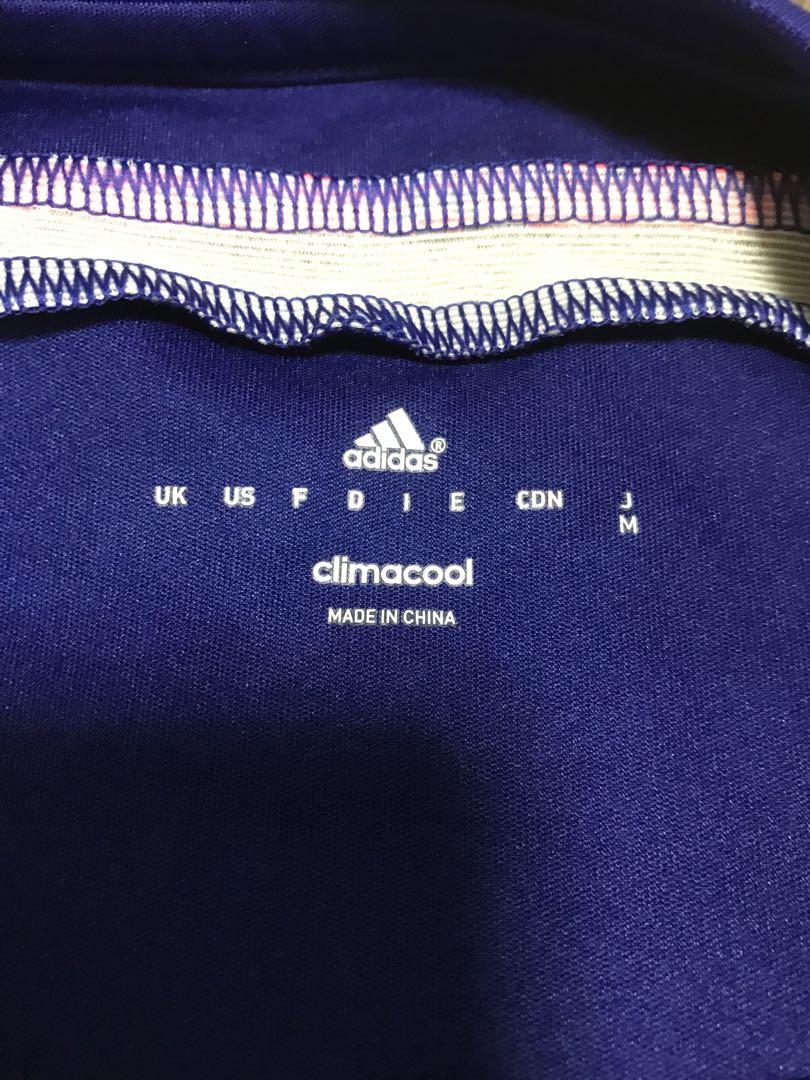 adidas®
UK US F D I E CDN J
M
climacool
MADE IN CHINA